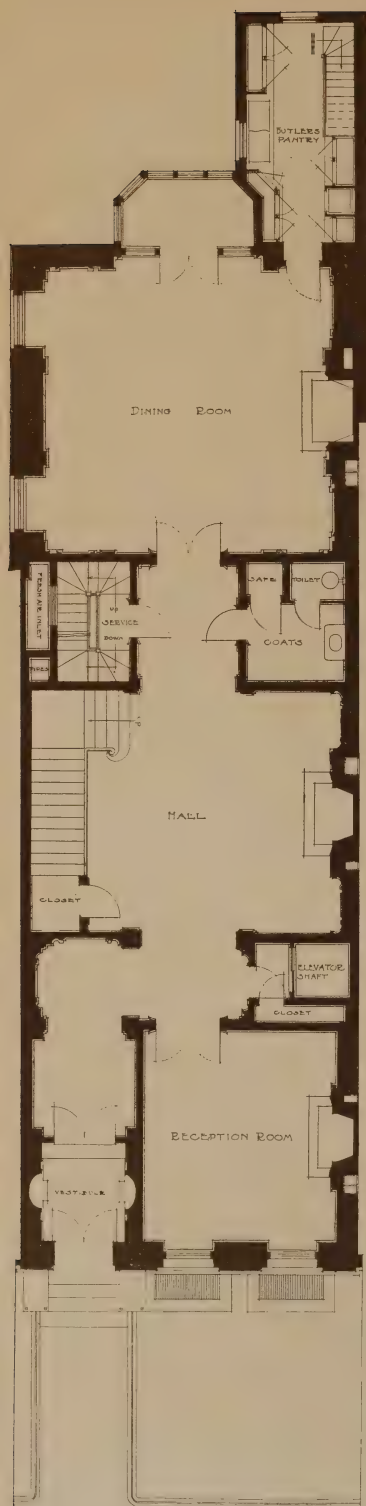 BUTLERS
PANTRY
DINING ROOM
FRESH AIR INLET
PIPES
UP
SERVICE
DOWN
SAFE
TOILET
COATS
UP
HALL
CLOSET
ELEVATOR
SHAFT
CLOSET
RECEPTION ROOM
VESTIBULE